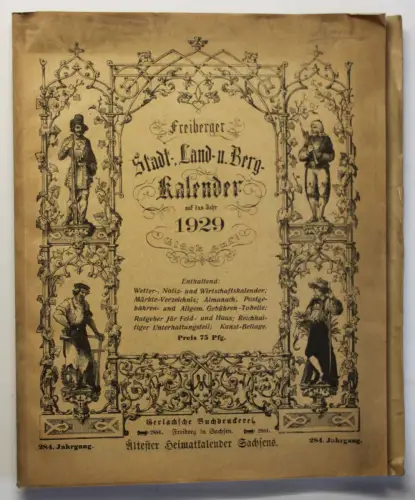 Freiberger
Stadt-, Land- u. Berg-
Kalender
auf das Jahr
1929
Glück auf!
Enthaltend:
Wetter-, Notiz- und Wirtschaftskalender;
Märkte-Verzeichnis; Almanach. Postge-
bühren- und Allgem. Gebühren-Tabelle;
Ratgeber für Feld- und Haus; Reichhal-
tiger Unterhaltungsteil; Kunst-Beilage.
Preis 75 Pfg.
Gerlachsche Buchdruckerei.
Freiberg in Sachsen.
284. Jahrgang.
Ältester Heimatkalender Sachsens.
284. Jahrgang.